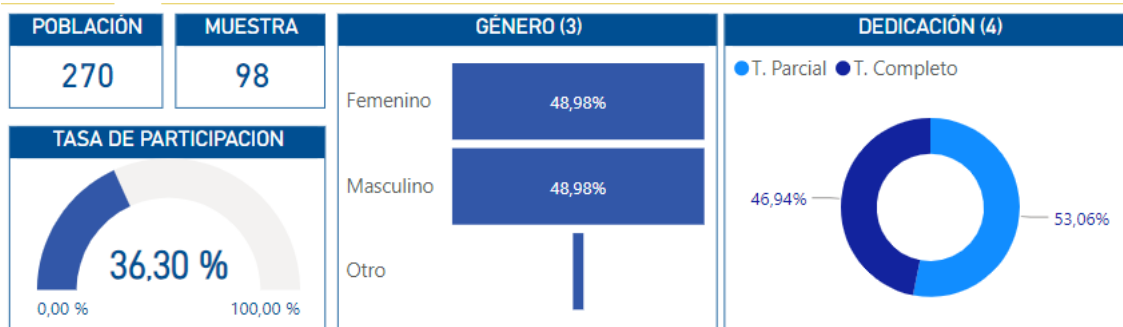 POBLACIÓN
270
MUESTRA
98
TASA DE PARTICIPACION
36,30 %
0,00 %
100,00 %
GÉNERO (3)
Femenino
48,98%
Masculino
48,98%
Otro
DEDICACIÓN (4)
T. Parcial T. Completo
46,94%
53,06%